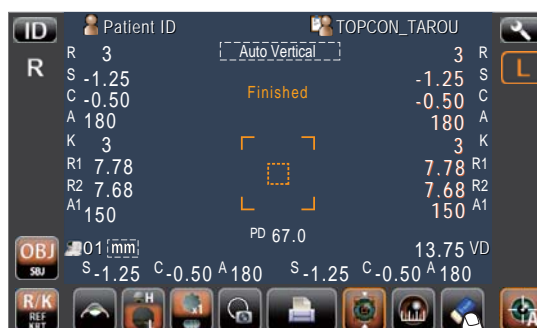 ID Patient ID TOPCON_TAROU
R R 3 Auto Vertical 3 R L
S -1.25 -1.25 S
C -0.50 Finished -0.50 C
A 180 180 A
K 3 3 K
R1 7.78 7.78 R1
R2 7.68 7.68 R2
A1 150 150 A1
PD 67.0
OBJ SBJ 01 mm 13.75 VD
S -1.25 C -0.50 A 180 S -1.25 C -0.50 A 180
R/K H x1 A
REF
KRT